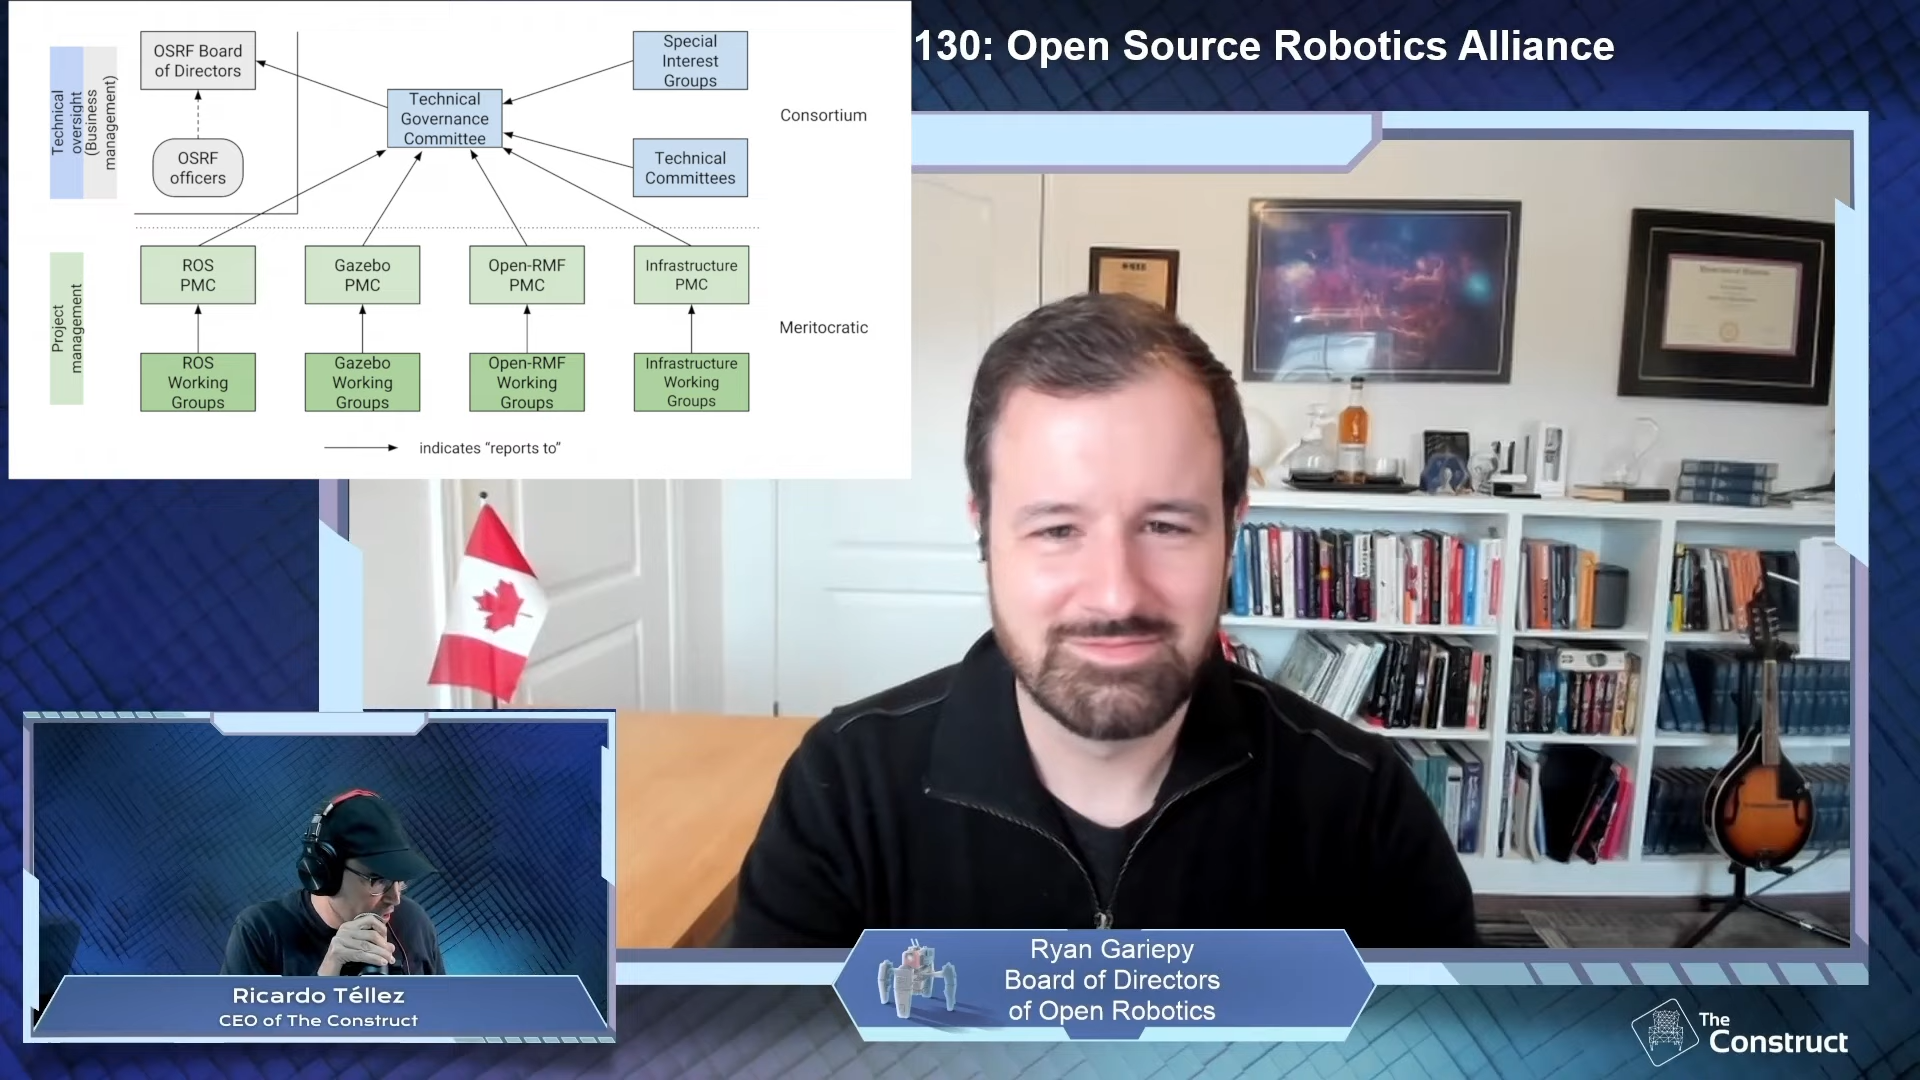 OSRF Board
of Directors
Special
Interest
Groups
Technical
oversight
(Business
management)
Technical
Governance
Committee
Consortium
OSRF
officers
Technical
Committees
ROS
PMC
Gazebo
PMC
Open-RMF
PMC
Infrastructure
PMC
Project
management
Meritocratic
ROS
Working
Groups
Gazebo
Working
Groups
Open-RMF
Working
Groups
Infrastructure
Working
Groups
indicates “reports to”
130: Open Source Robotics Alliance
Ricardo Téllez
CEO of The Construct
Ryan Gariepy
Board of Directors
of Open Robotics
The
Construct